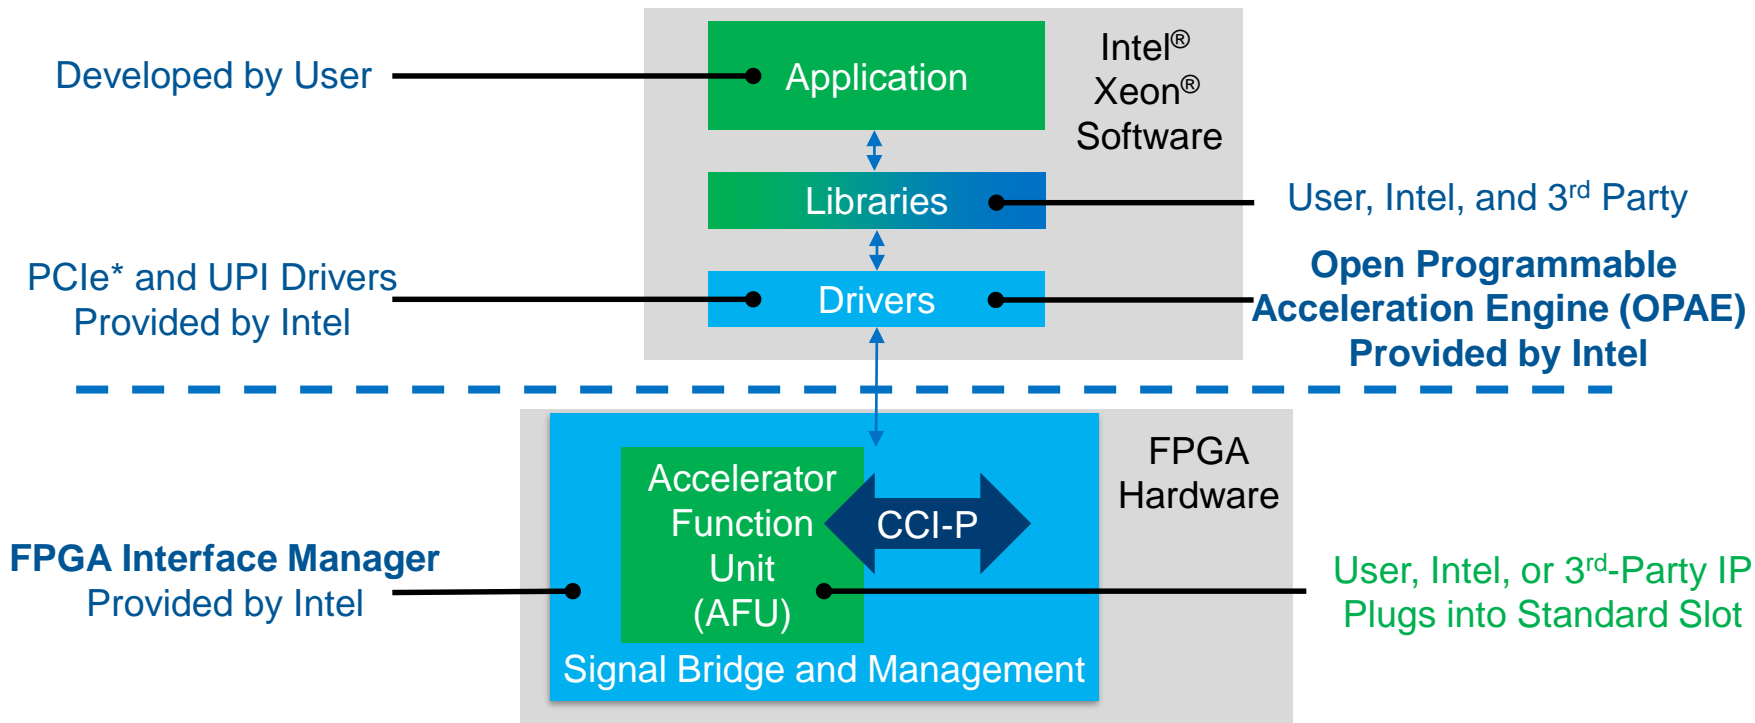 Developed by User
Application
Intel®
Xeon®
Software
Libraries
User, Intel, and 3rd Party
PCIe* and UPI Drivers
Provided by Intel
Drivers
Open Programmable
Acceleration Engine (OPAE)
Provided by Intel
FPGA
Hardware
Accelerator
Function
Unit
(AFU)
CCI-P
FPGA Interface Manager
Provided by Intel
User, Intel, or 3rd-Party IP
Plugs into Standard Slot
Signal Bridge and Management